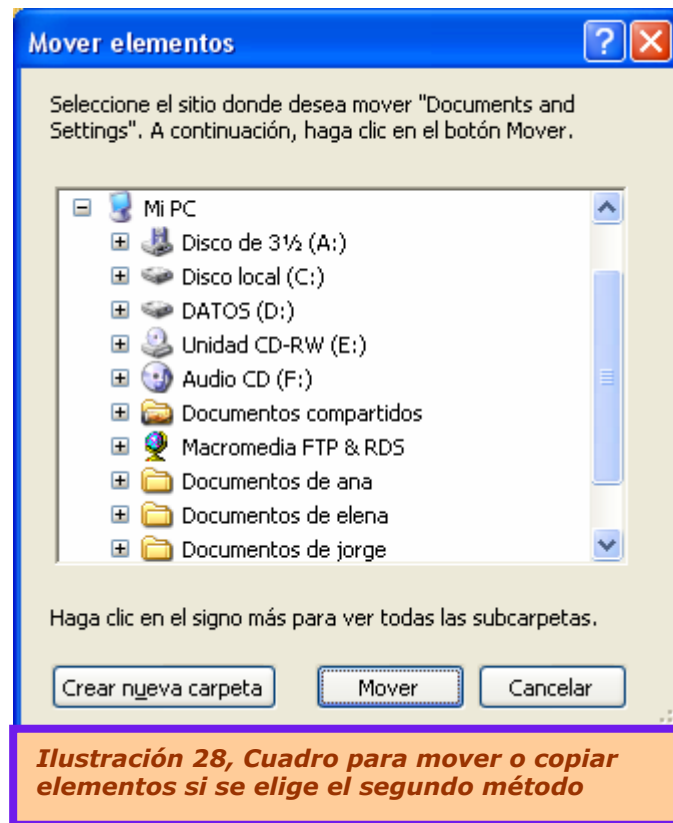 Mover elementos
Seleccione el sitio donde desea mover "Documents and
Settings". A continuación, haga clic en el botón Mover.
Mi PC
Disco de 3½ (A:)
Disco local (C:)
DATOS (D:)
Unidad CD-RW (E:)
Audio CD (F:)
Documentos compartidos
Macromedia FTP & RDS
Documentos de ana
Documentos de elena
Documentos de jorge
Haga clic en el signo más para ver todas las subcarpetas.
Crear nueva carpeta Mover Cancelar
Ilustración 28, Cuadro para mover o copiar
elementos si se elige el segundo método